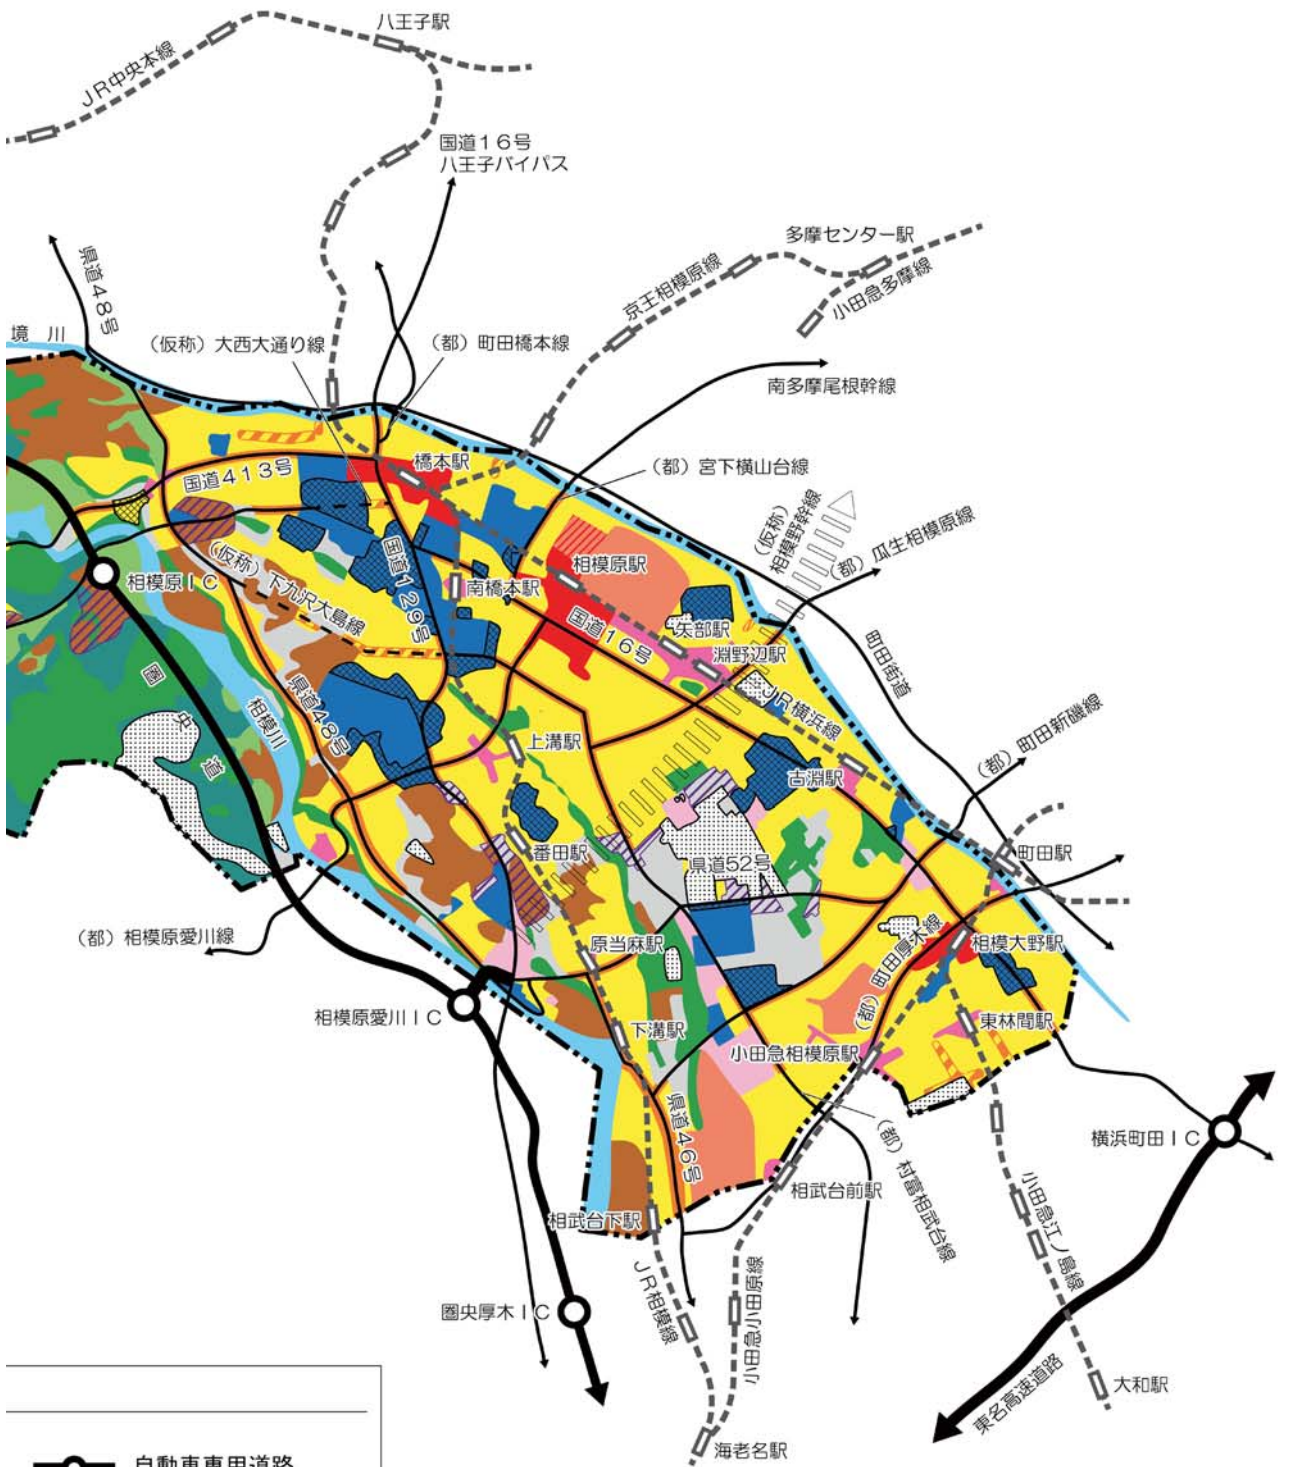 八王子駅
JR中央本線
国道16号
八王子バイパス
多摩センター駅
県道48号
京王相模原線
小田急多摩線
境 川
（仮称）大西大通り線
（都）町田橋本線
南多摩尾根幹線
橋本駅
（都）宮下横山台線
国道413号
（仮称）
相模野幹線
（都）瓜生相模原線
相模原駅
相模原IC
（仮称）下九沢大島線
国道129号
南橋本駅
国道16号
矢部駅
淵野辺駅
町田街道
圏央道
相模川
県道48号
JR横浜線
上溝駅
（都）町田新磯線
古淵駅
番田駅
県道52号
町田駅
（都）相模原愛川線
原当麻駅
（都）町田厚木線
相模大野駅
相模原愛川IC
下溝駅
東林間駅
小田急相模原駅
県道46号
（都）村富相武台線
横浜町田IC
相武台前駅
相武台下駅
小田急江ノ島線
JR相模線
小田急小田原線
圏央厚木IC
東名高速道路
大和駅
海老名駅
自動車専用道路